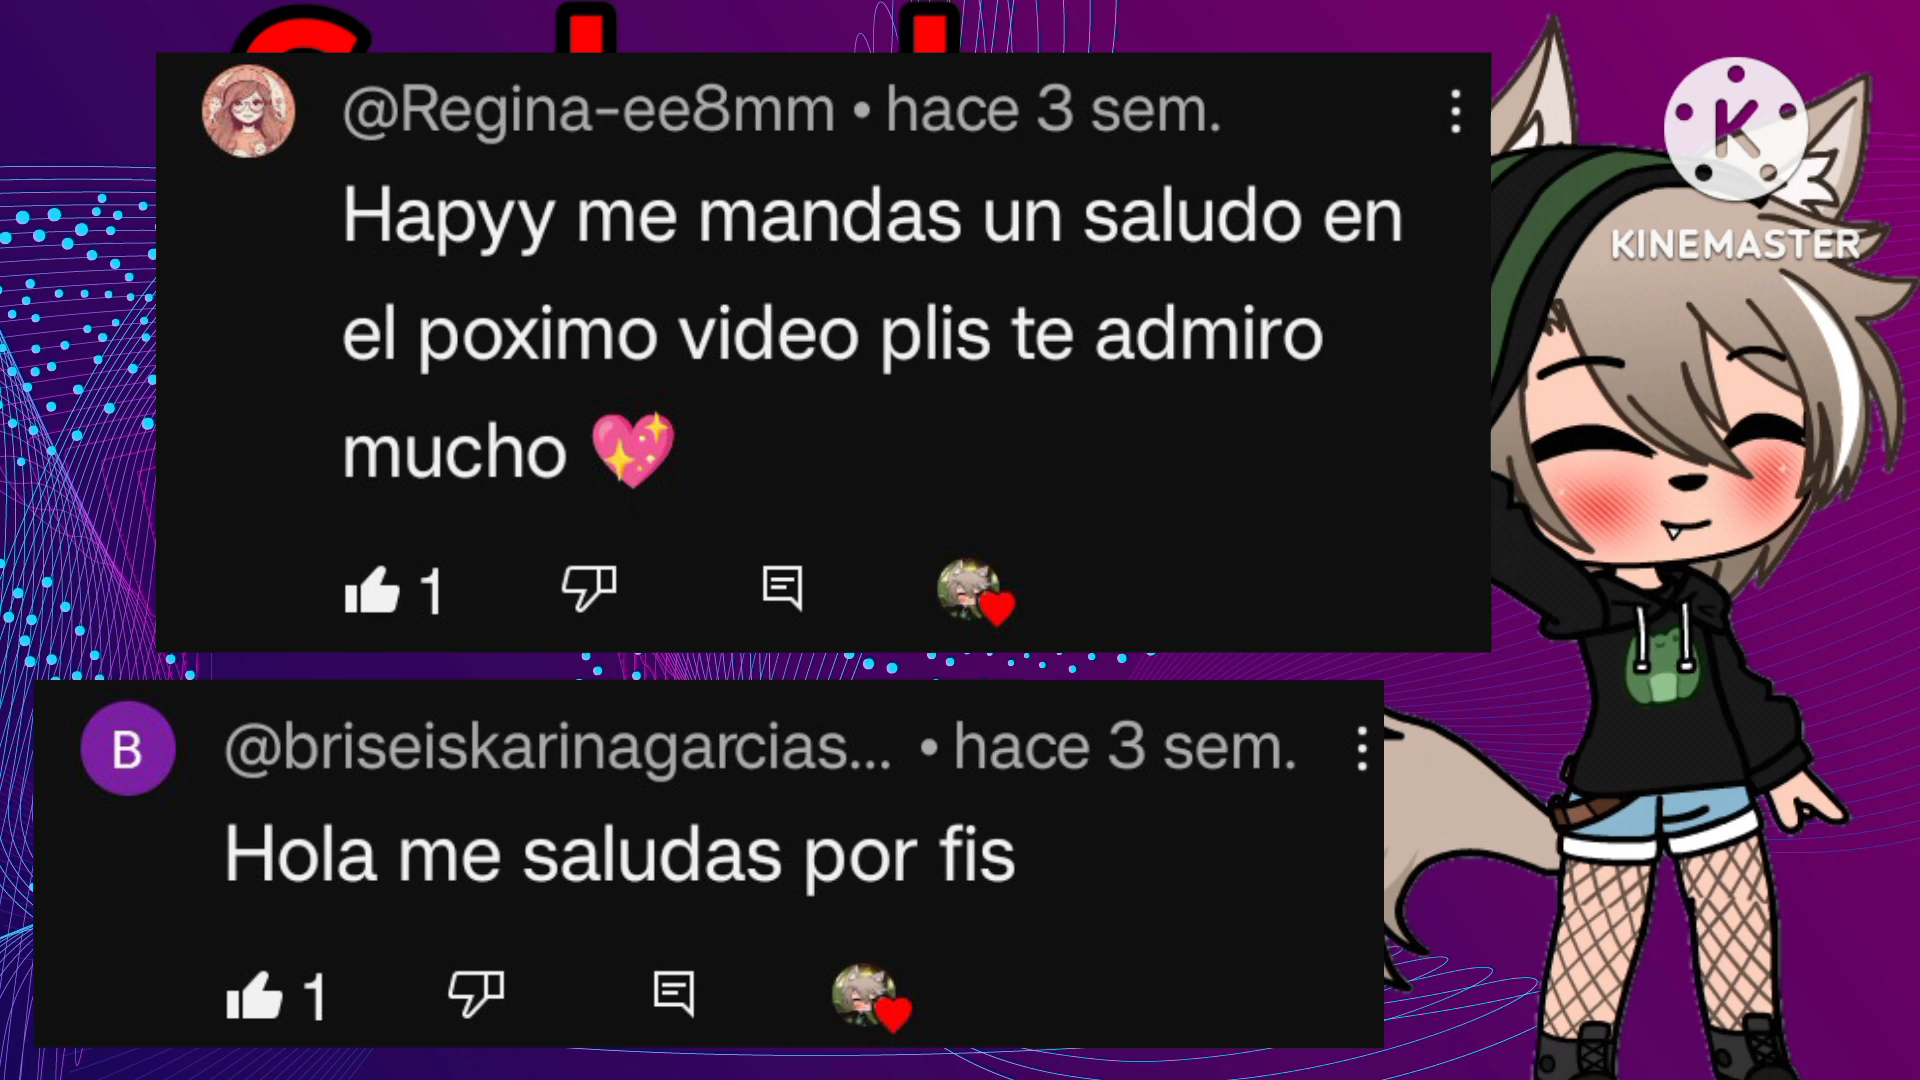 @Regina-ee8mm • hace 3 sem.
Hapyy me mandas un saludo en
el poximo video plis te admiro
mucho 💖
1
K
KINEMASTER
B
@briseiskarinagarcias... • hace 3 sem.
Hola me saludas por fis
1